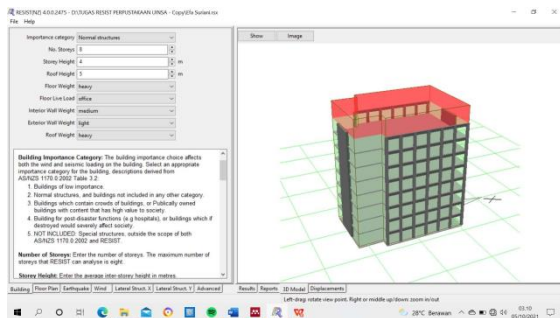 RESIST(NZ) 4.0.0.2475 - D:\TUGAS RESIST PERPUSTAKAAN UINSA - Copy\Efa Suriani.rsx
File Help
Importance category Normal structures
No. Storeys 8
Storey Height 4 m
Roof Height 5 m
Floor Weight heavy
Floor Live Load office
Interior Wall Weight medium
Exterior Wall Weight light
Roof Weight heavy
Show Image
Building Importance Category: The building importance choice affects
both the wind and seismic loading on the building. Select an appropriate
importance category for the building, descriptions derived from
AS/NZS 1170.0:2002 Table 3.2:
1. Buildings of low importance.
2. Normal structures, and buildings not included in any other category.
3. Buildings which contain crowds of buildings, or Publically owned
buildings with content that has high value to society.
4. Building for post-disaster functions (e.g hospitals), or buildings which if
destroyed would severely affect society.
5. NOT INCLUDED: Special structures: outside the scope of both
AS/NZS 1170.0:2002 and RESIST.
Number of Storeys: Enter the number of storeys. The maximum number of
storeys that RESIST can analyse is eight.
Storey Height: Enter the average inter-storey height in metres.
Building Floor Plan Earthquake Wind Lateral Struct. X Lateral Struct. Y Advanced
Results Reports 3D Model Displacements
Left-drag: rotate view point. Right or middle up/down: zoom in/out
28°C Berawan
03:10
05/10/2021